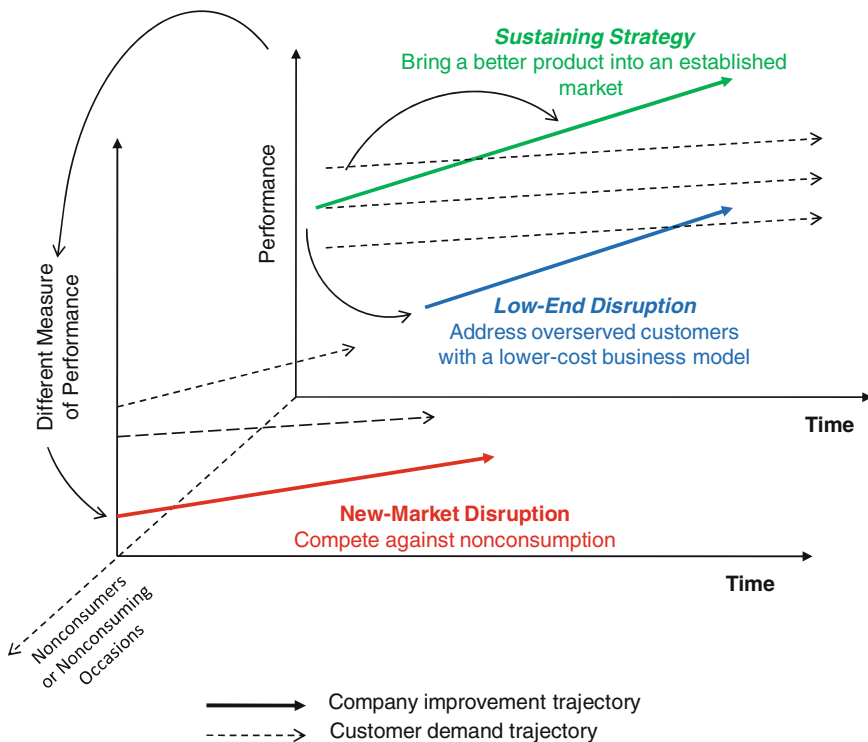 Sustaining Strategy
Bring a better product into an established
market
Performance
Different Measure
of Performance
Low-End Disruption
Address overserved customers
with a lower-cost business model
Time
New-Market Disruption
Compete against nonconsumption
Time
Nonconsumers
or Nonconsuming
Occasions
Company improvement trajectory
Customer demand trajectory